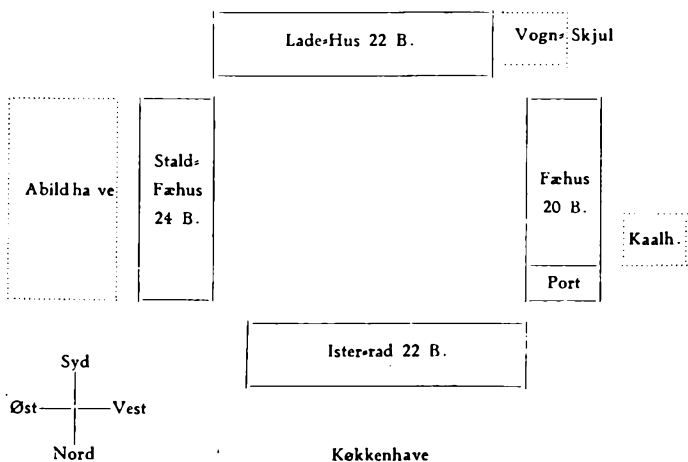 Lade=Hus 22 B.
Vogn=Skjul
Abildhave
Stald=
Fæhus
24 B.
Fæhus
20 B.
Kaalh.
Port
Ister=rad 22 B.
Syd
Øst
Vest
Nord
Køkkenhave